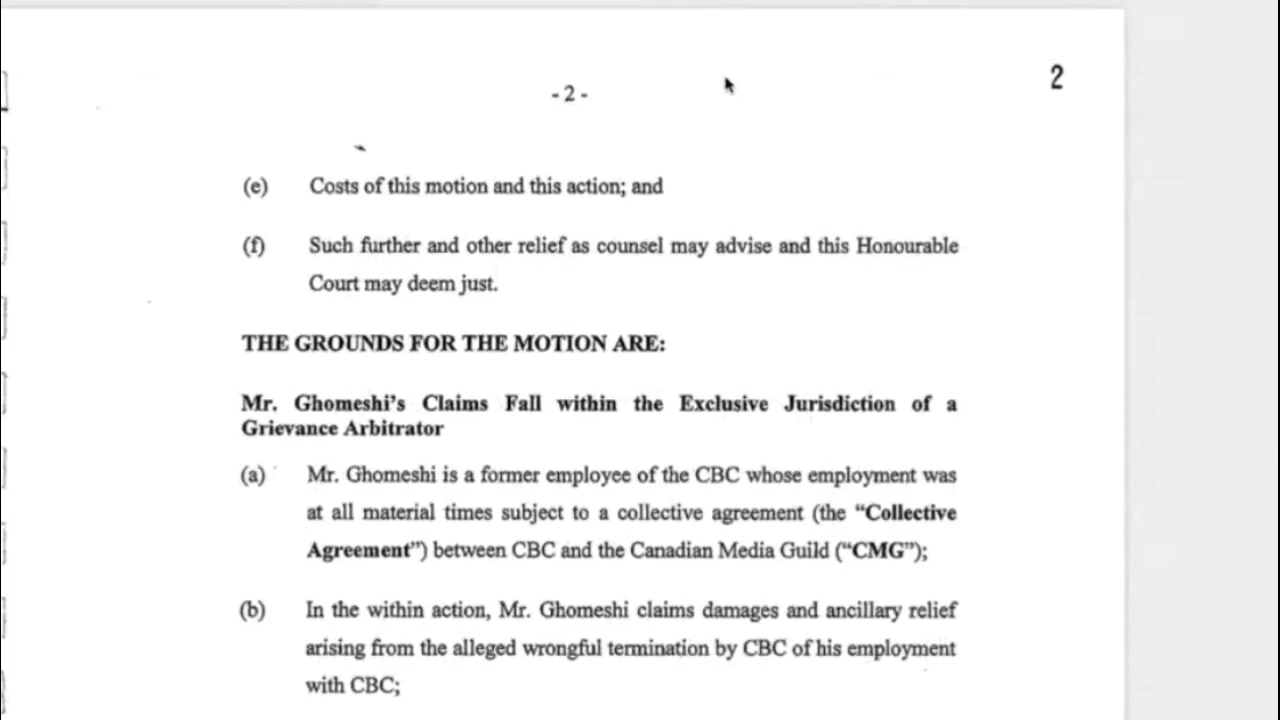 2
- 2 -
(e) Costs of this motion and this action; and
(f) Such further and other relief as counsel may advise and this Honourable
Court may deem just.
THE GROUNDS FOR THE MOTION ARE:
Mr. Ghomeshi's Claims Fall within the Exclusive Jurisdiction of a
Grievance Arbitrator
(a) Mr. Ghomeshi is a former employee of the CBC whose employment was
at all material times subject to a collective agreement (the “Collective
Agreement”) between CBC and the Canadian Media Guild (“CMG”);
(b) In the within action, Mr. Ghomeshi claims damages and ancillary relief
arising from the alleged wrongful termination by CBC of his employment
with CBC;